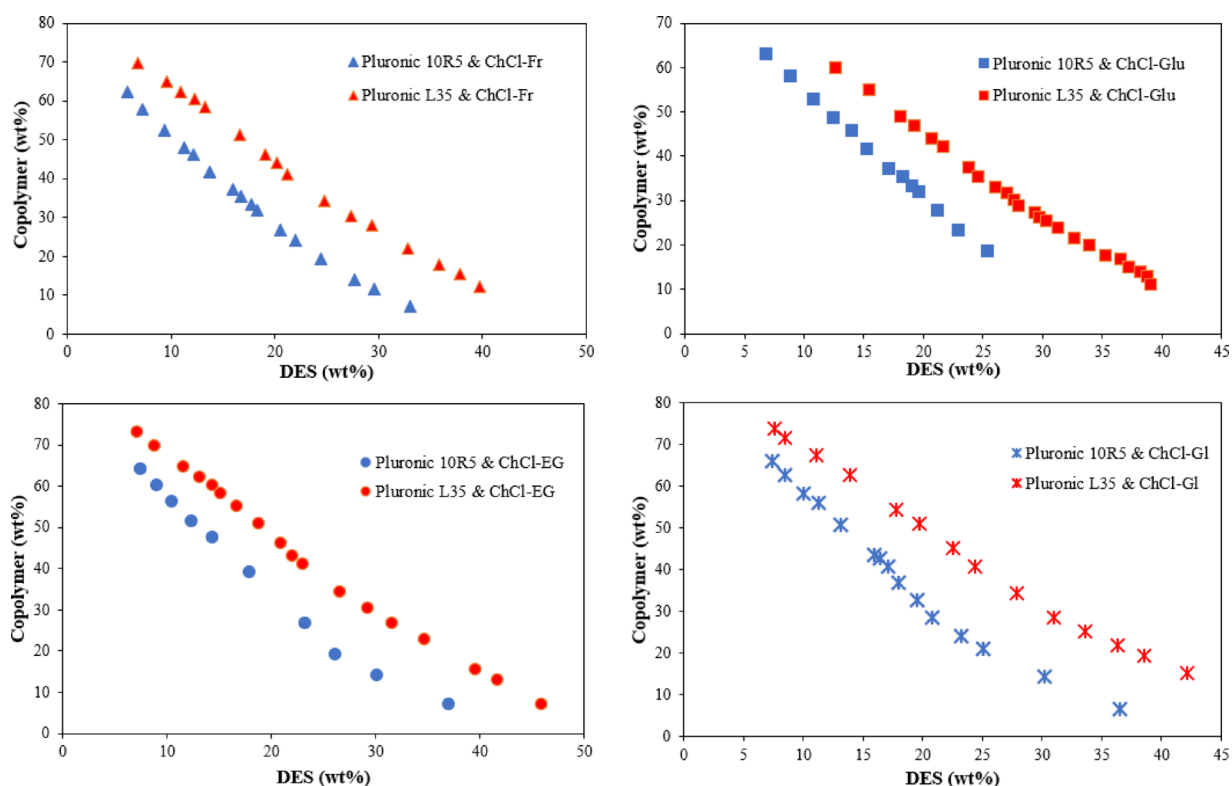 80
70
60
50
40
30
20
10
0
Copolymer (wt%)
Pluronic 10R5 & ChCl-Fr
Pluronic L35 & ChCl-Fr
0 10 20 30 40 50
DES (wt%)
70
60
50
40
30
20
10
0
Copolymer (wt%)
Pluronic 10R5 & ChCl-Glu
Pluronic L35 & ChCl-Glu
0 5 10 15 20 25 30 35 40 45
DES (wt%)
80
70
60
50
40
30
20
10
0
Copolymer (wt%)
Pluronic 10R5 & ChCl-EG
Pluronic L35 & ChCl-EG
0 10 20 30 40 50
DES (wt%)
80
70
60
50
40
30
20
10
0
Copolymer (wt%)
Pluronic 10R5 & ChCl-Gl
Pluronic L35 & ChCl-Gl
0 5 10 15 20 25 30 35 40 45
DES (wt%)